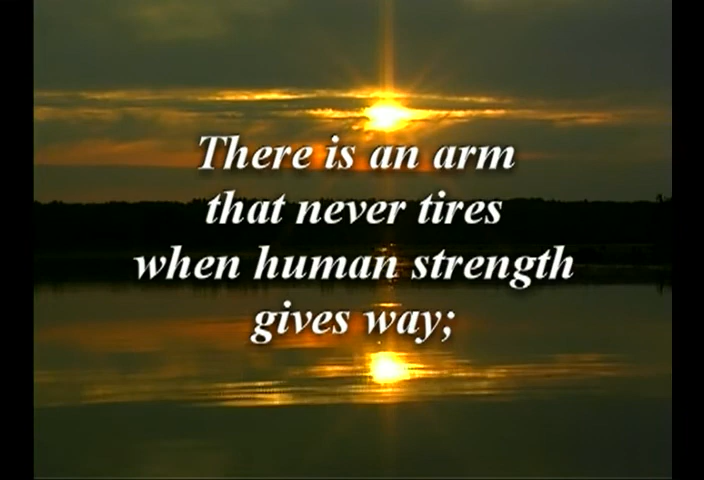 There is an arm
that never tires
when human strength
gives way;